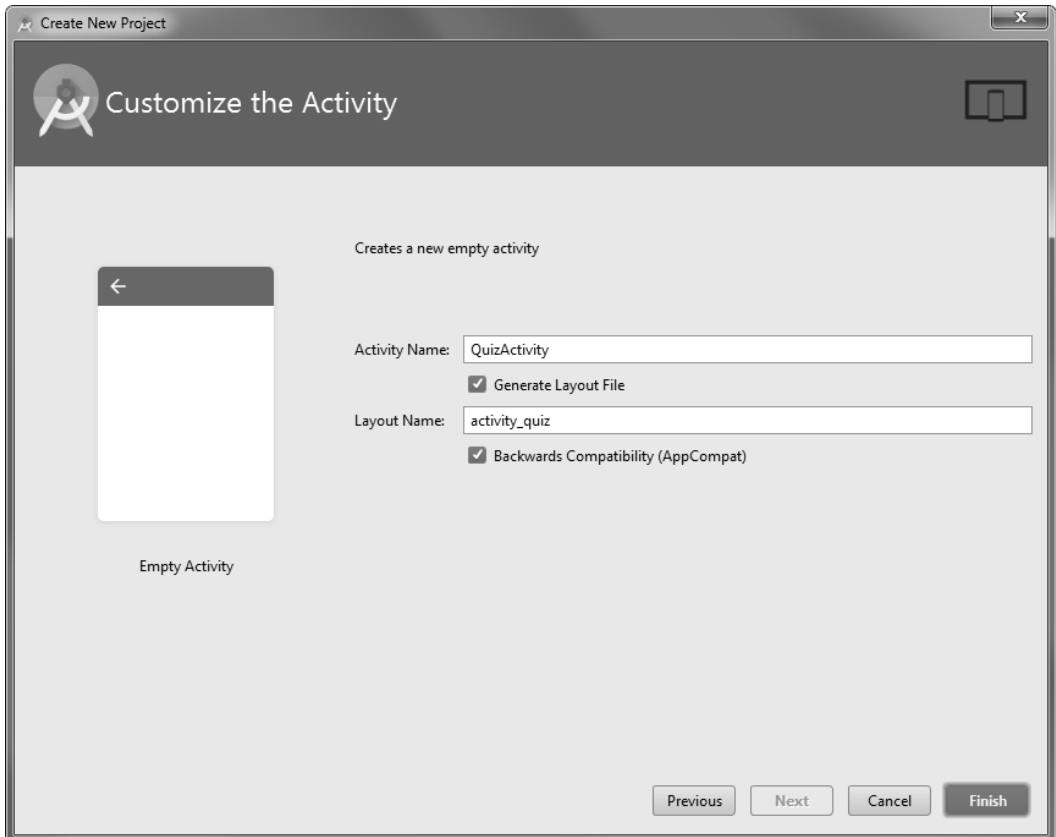 Create New Project
Customize the Activity
Creates a new empty activity
Activity Name: QuizActivity
Generate Layout File
Layout Name: activity_quiz
Backwards Compatibility (AppCompat)
Empty Activity
Previous Next Cancel Finish